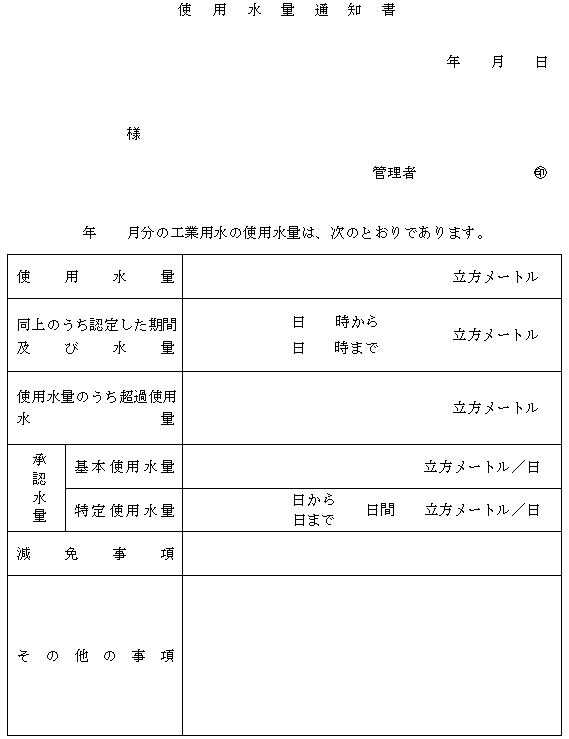 使用水量通知書
年　　月　　日
様
管理者　　　　　　　　㊞
年　　月分の工業用水の使用水量は、次のとおりであります。
使用水量　　立方メートル
同上のうち認定した期間
及び水量
日　　時から
日　　時まで
立方メートル
使用水量のうち超過使用
水量
立方メートル
承認水量
基本使用水量　　立方メートル／日
特定使用水量
日から
日まで
日間　　立方メートル／日
減免事項
その他の事項